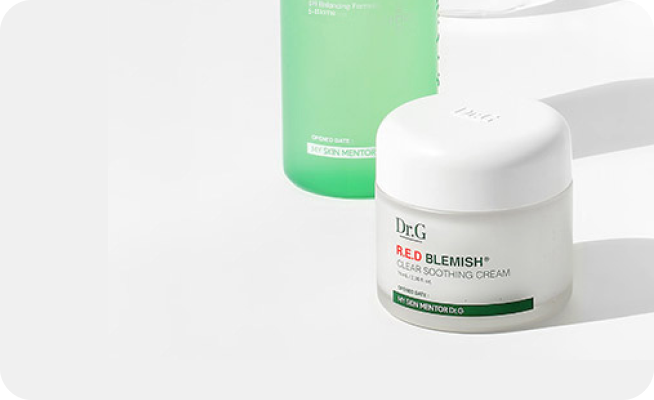 pH Balancing Formula
OPENED DATE :
MY SKIN MENTOR
Dr.G
Dr.G
R.E.D BLEMISH®
CLEAR SOOTHING CREAM
OPENED DATE :
MY SKIN MENTOR Dr.G